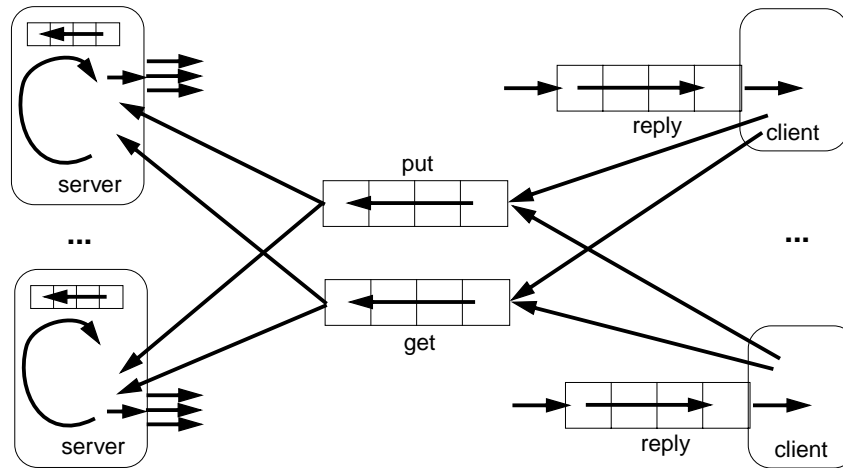 reply
client
put
server
...
...
get
reply
server
client